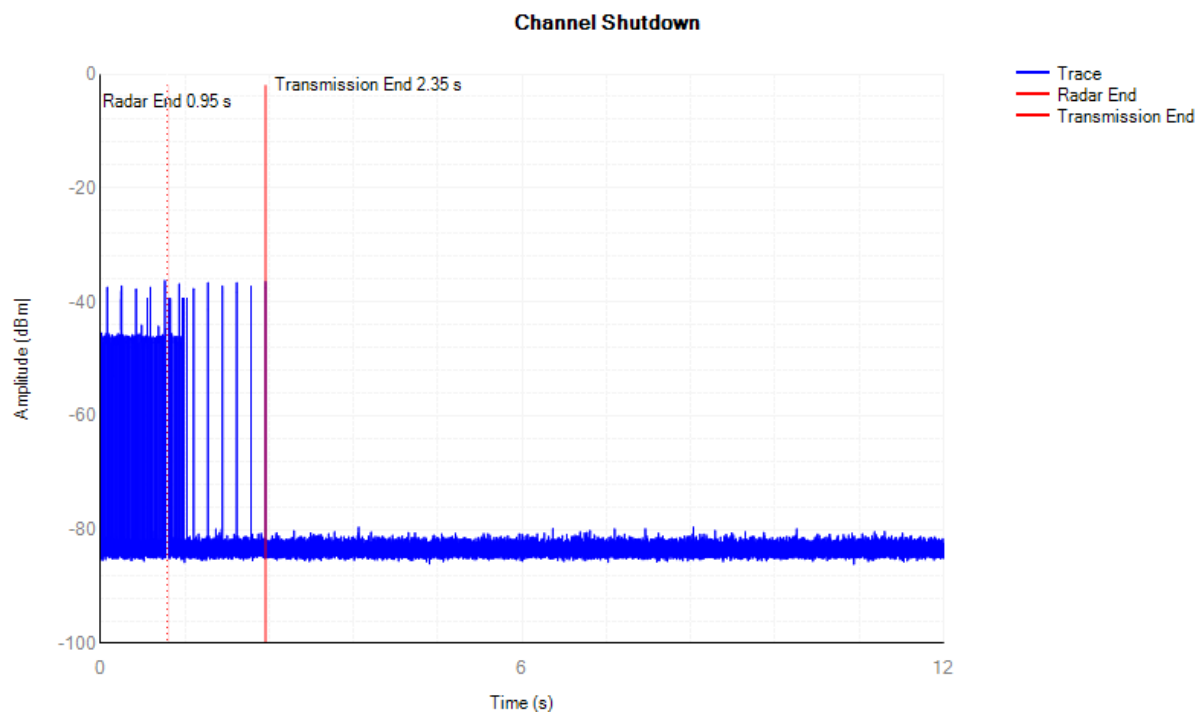 Channel Shutdown
Trace
Radar End
Transmission End
Transmission End 2.35 s
Radar End 0.95 s
0
-20
-40
-60
-80
-100
Amplitude (dBm|
0
6
12
Time (s)